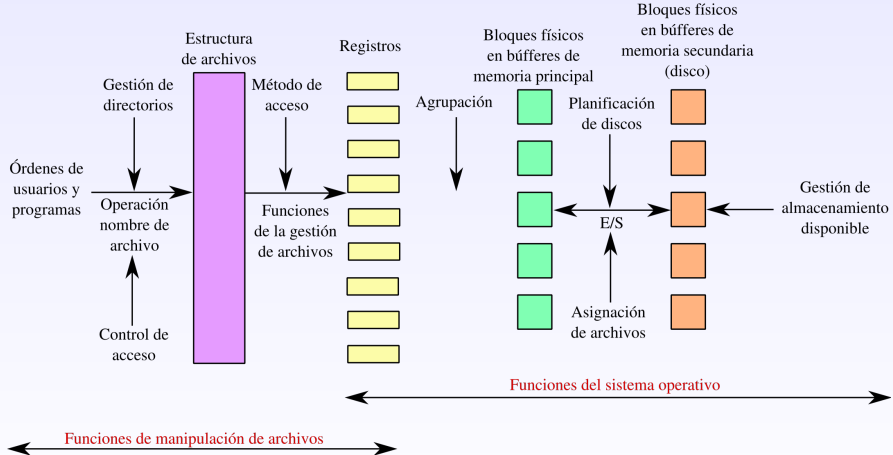 Estructura
de archivos
Registros
Bloques físicos
en búfferes de
memoria principal
Bloques físicos
en búfferes de
memoria secundaria
(disco)
Gestión de
directorios
Método de
acceso
Agrupación
Planificación
de discos
Órdenes de
usuarios y
programas
Operación
nombre de
archivo
Funciones
de la gestión
de archivos
E/S
Gestión de
almacenamiento
disponible
Control de
acceso
Asignación
de archivos
Funciones del sistema operativo
Funciones de manipulación de archivos